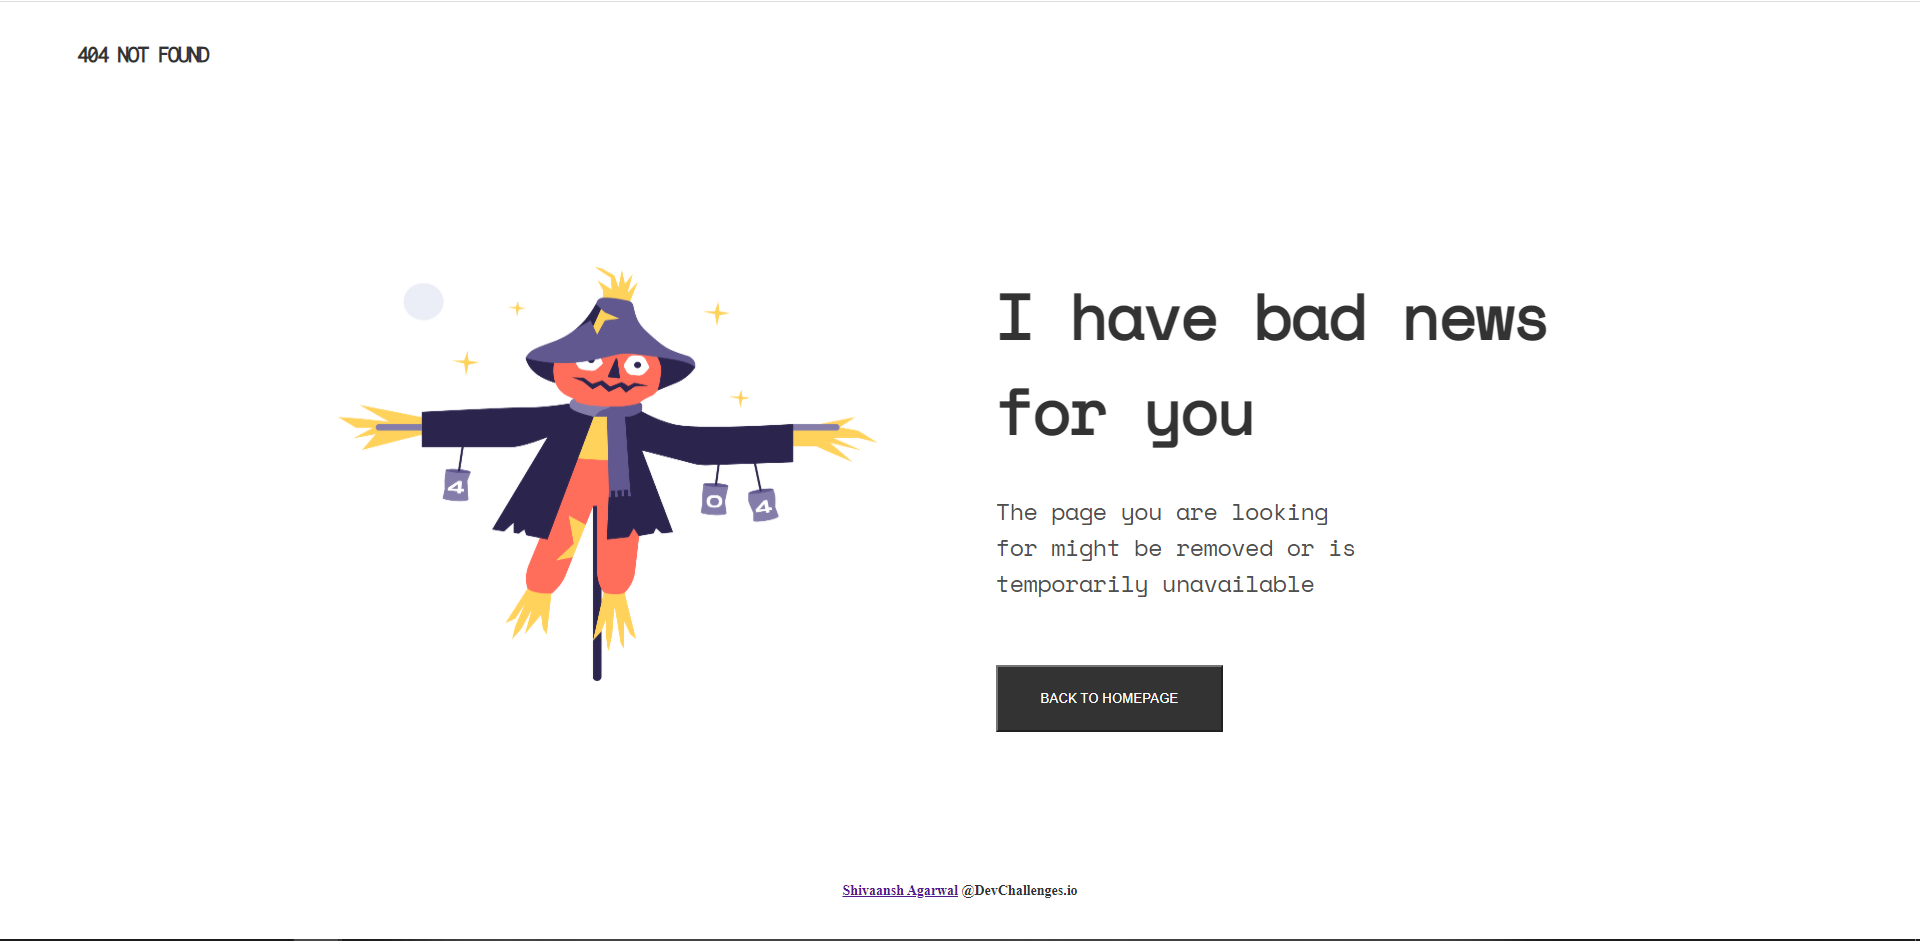 404 NOT FOUND
I have bad news
for you
4
0
4
The page you are looking
for might be removed or is
temporarily unavailable
BACK TO HOMEPAGE
Shivaansh Agarwal @DevChallenges.io